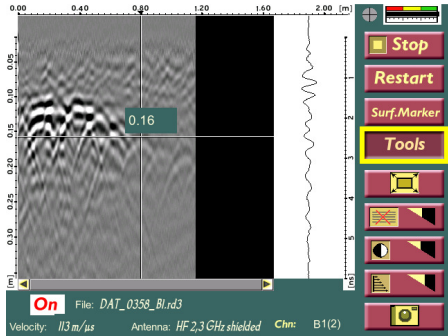 0.00 0.40 0.80 1.20 1.60 2.00 [m]
0.05
0.10
0.15
0.20
0.25
0.30
[m]
0.16
1
2
3
4
5
[ns]
Stop
Restart
Surf.Marker
Tools
On File: DAT_0358_B1.rd3
Velocity: 113 m/µs Antenna: HF 2,3 GHz shielded Chn: B1(2)